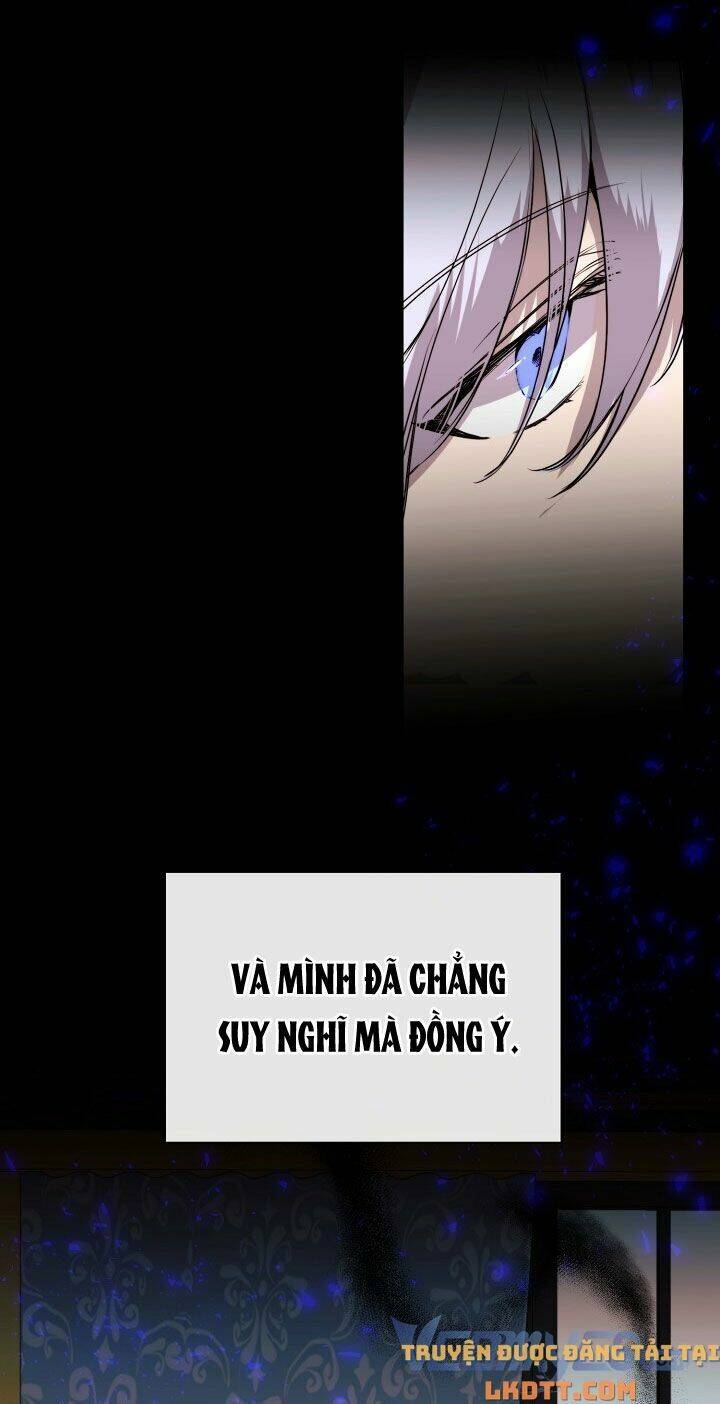 VÀ MÌNH ĐÃ CHẲNG
SUY NGHĨ MÀ ĐỒNG Ý.
TRUYỆN ĐƯỢC ĐĂNG TẢI TẠI
LKDTT.COM